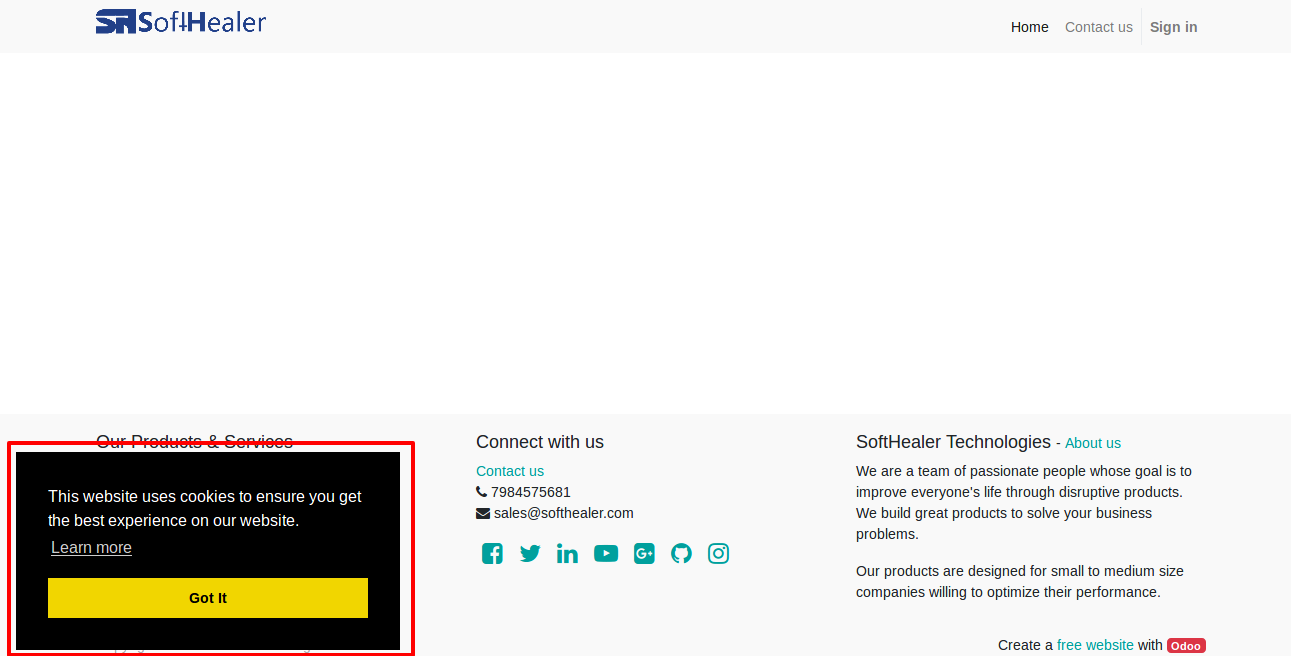 SH SoftHealer
Home Contact us Sign in
Our Products & Services
This website uses cookies to ensure you get
the best experience on our website.
Learn more
Got It
Connect with us
Contact us
7984575681
sales@softhealer.com
SoftHealer Technologies - About us
We are a team of passionate people whose goal is to
improve everyone's life through disruptive products.
We build great products to solve your business
problems.
Our products are designed for small to medium size
companies willing to optimize their performance.
Create a free website with Odoo